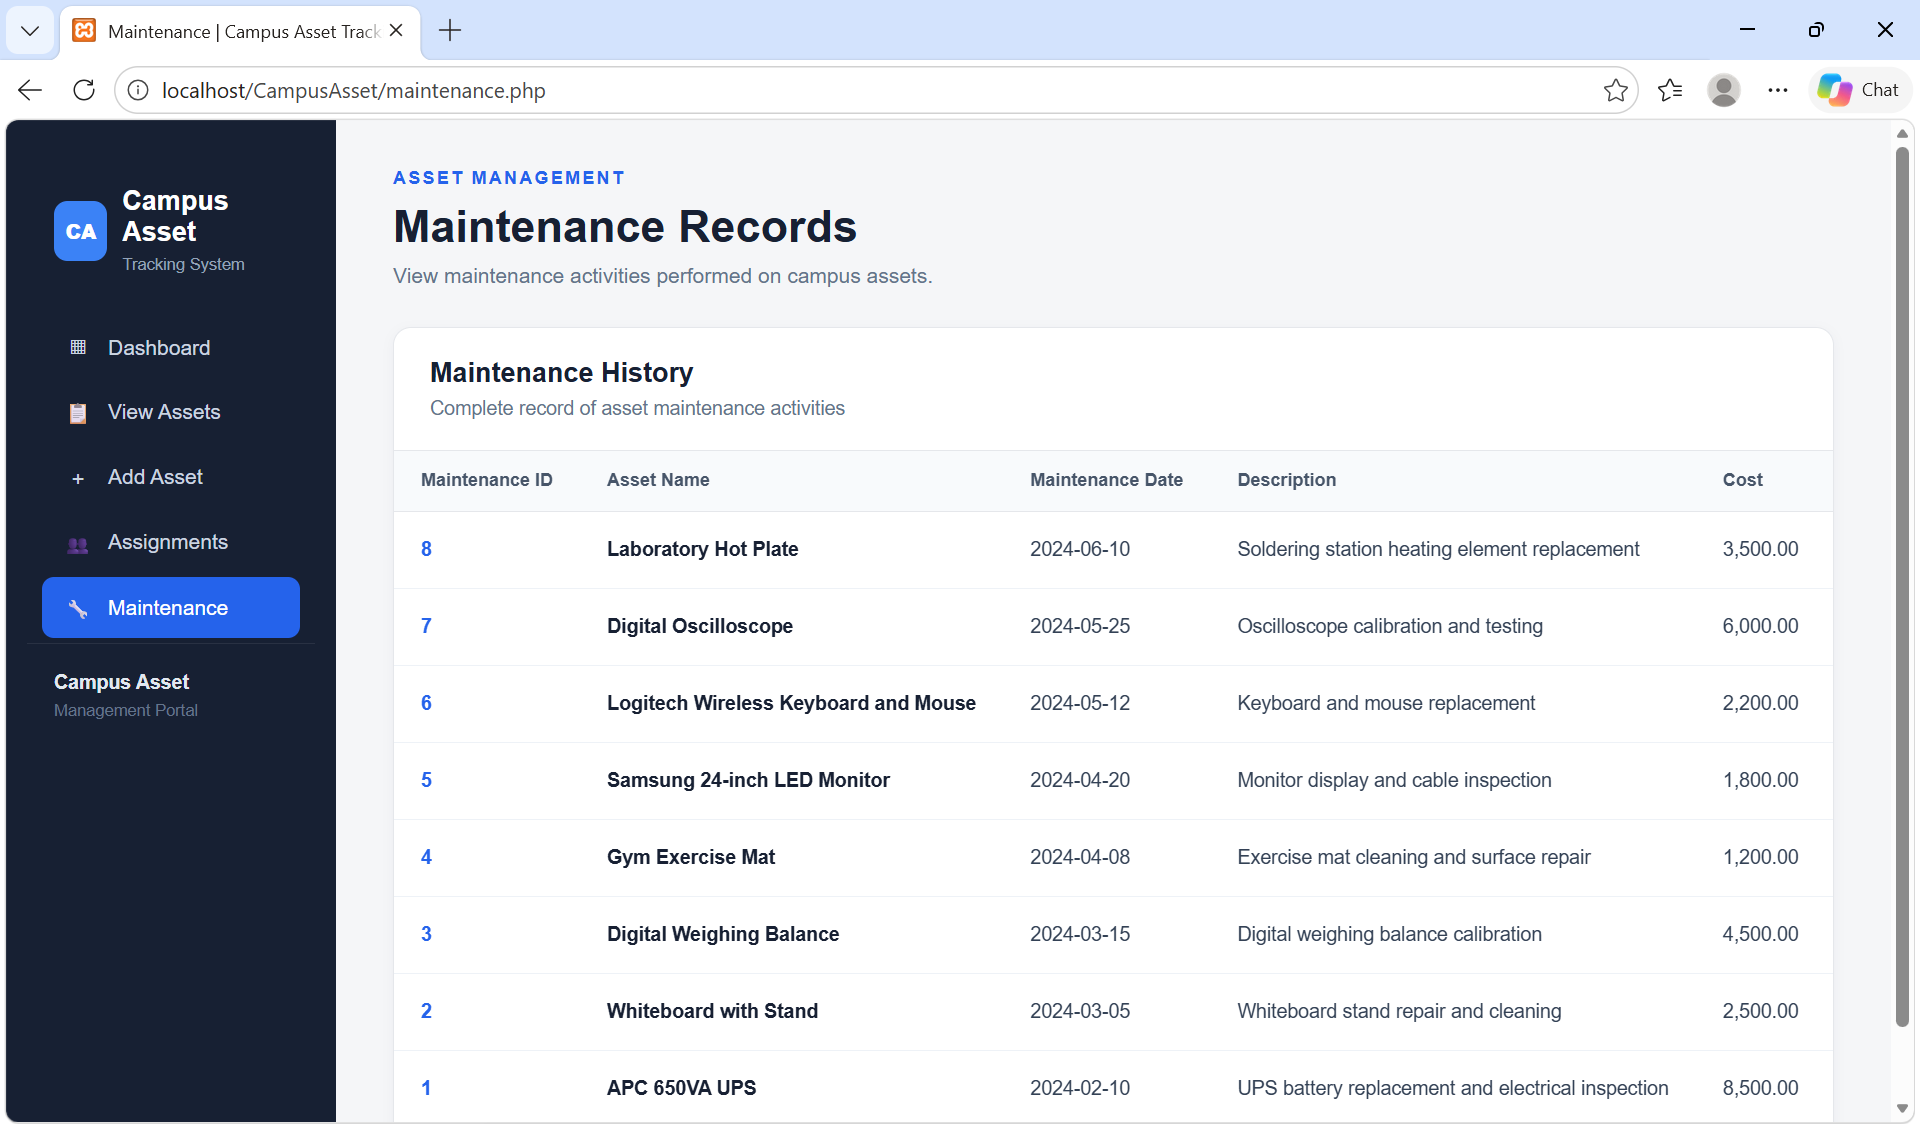 Maintenance | Campus Asset Track
localhost/CampusAsset/maintenance.php
Chat
CA
Campus
Asset
Tracking System
Dashboard
View Assets
Add Asset
Assignments
Maintenance
Campus Asset
Management Portal
ASSET MANAGEMENT
Maintenance Records
View maintenance activities performed on campus assets.
Maintenance History
Complete record of asset maintenance activities
Maintenance ID Asset Name Maintenance Date Description Cost
8 Laboratory Hot Plate 2024-06-10 Soldering station heating element replacement 3,500.00
7 Digital Oscilloscope 2024-05-25 Oscilloscope calibration and testing 6,000.00
6 Logitech Wireless Keyboard and Mouse 2024-05-12 Keyboard and mouse replacement 2,200.00
5 Samsung 24-inch LED Monitor 2024-04-20 Monitor display and cable inspection 1,800.00
4 Gym Exercise Mat 2024-04-08 Exercise mat cleaning and surface repair 1,200.00
3 Digital Weighing Balance 2024-03-15 Digital weighing balance calibration 4,500.00
2 Whiteboard with Stand 2024-03-05 Whiteboard stand repair and cleaning 2,500.00
1 APC 650VA UPS 2024-02-10 UPS battery replacement and electrical inspection 8,500.00